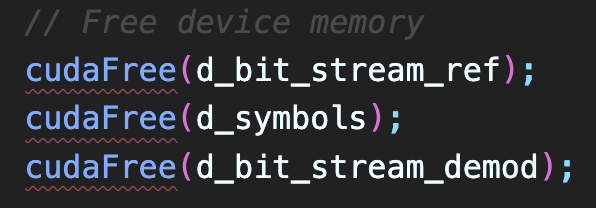 // Free device memory
cudaFree(d_bit_stream_ref);
cudaFree(d_symbols);
cudaFree(d_bit_stream_demod);